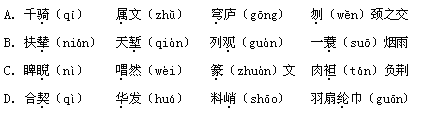 A. 千骑（qí） 属文（zhǔ） 穹庐（gōng） 刎（wěn）颈之交
B. 扶辇（nián） 天堑（qiàn） 列观（guàn） 一蓑（suō）烟雨
C. 睥睨（nì） 喟然（wèi） 篆（zhuàn）文 肉袒（tán）负荆
D. 合契（qì） 华发（huá） 料峭（shāo） 羽扇纶巾（guān）